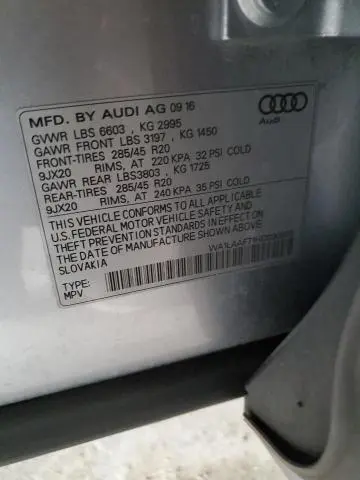 MFD. BY AUDI AG 09 16
GVWR LBS 6603 , KG 2995
GAWR FRONT LBS 3197 , KG 1450
FRONT-TIRES 285/45 R20
9JX20 RIMS, AT 220 KPA 32 PSI COLD
GAWR REAR LBS3803 , KG 1725
REAR-TIRES 285/45 R20
9JX20 RIMS, AT 240 KPA 35 PSI COLD
THIS VEHICLE CONFORMS TO ALL APPLICABLE
U.S.FEDERAL MOTOR VEHICLE SAFETY AND
THEFT PREVENTION STANDARDS IN EFFECT ON
THE DATE OF MANUFACTURE SHOWN ABOVE
SLOVAKIA
TYPE:
MPV
Audi